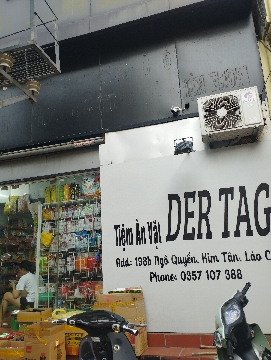 Tiệm Ăn Vặt DER TAG
Add: 198b Ngô Quyền, Kim Tân, Lào C
Phone: 0357 107 388